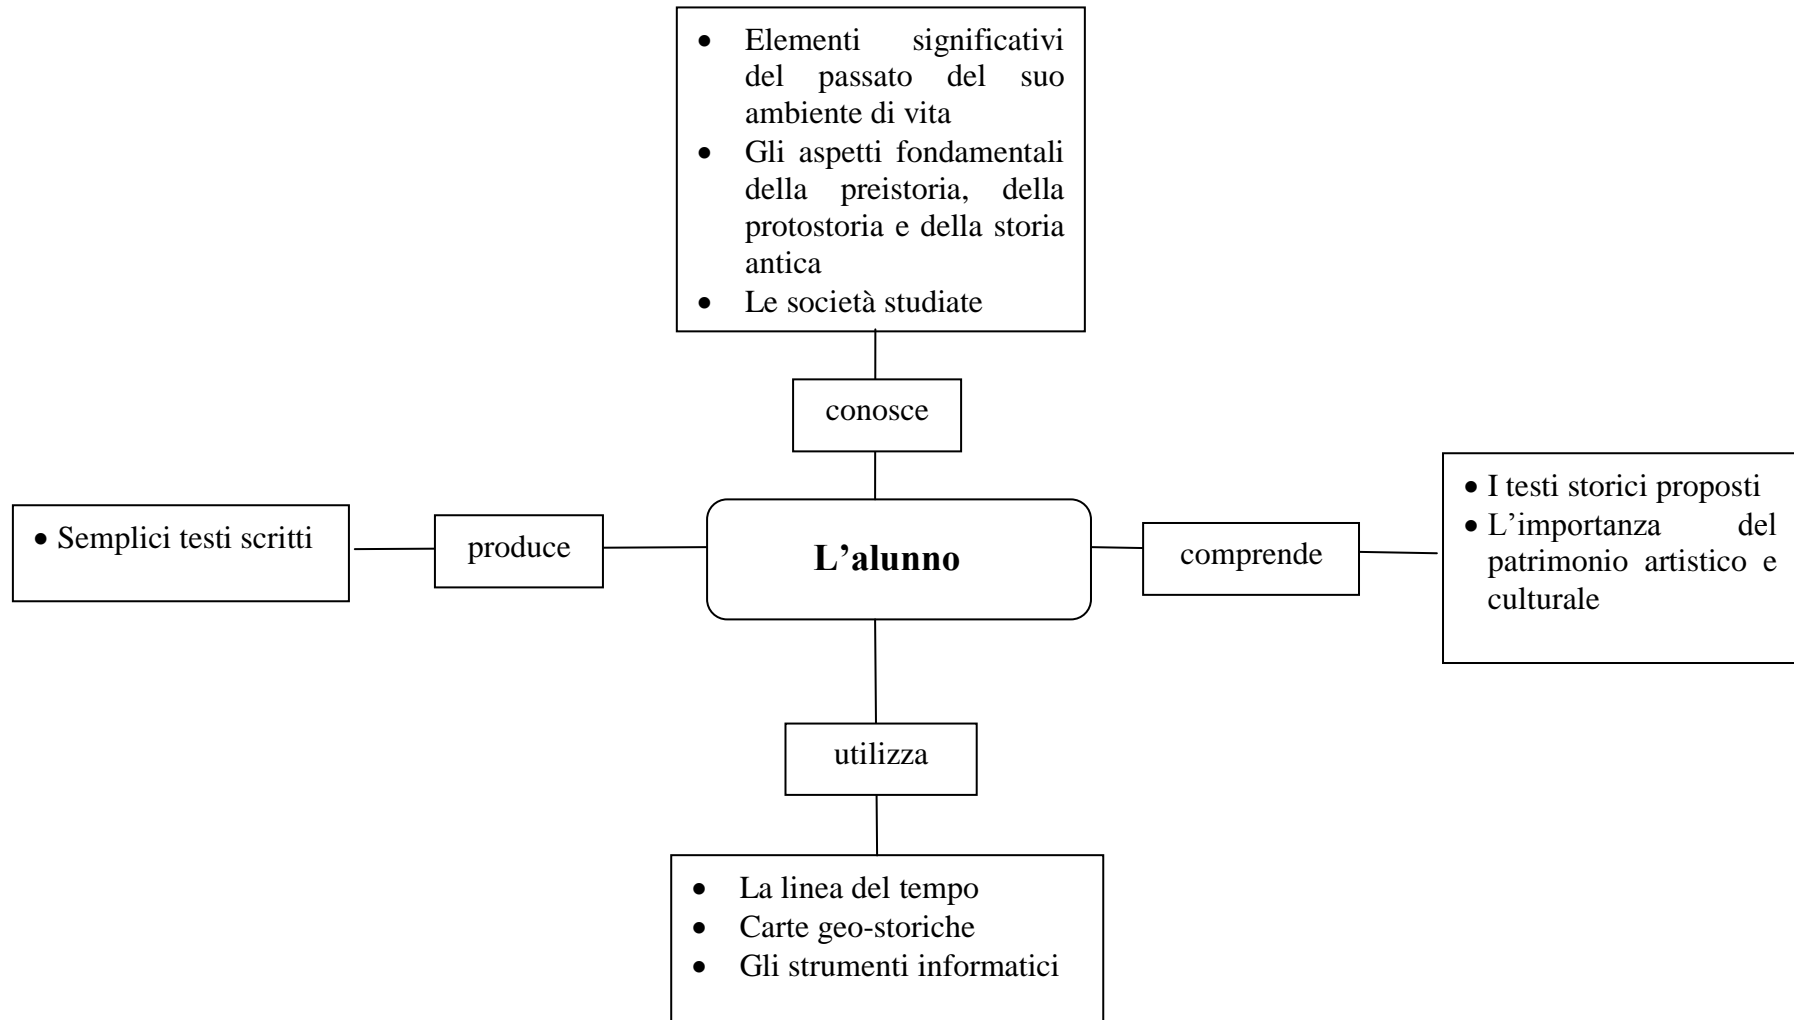 • Elementi significativi
del passato del suo
ambiente di vita
• Gli aspetti fondamentali
della preistoria, della
protostoria e della storia
antica
• Le società studiate
conosce
• Semplici testi scritti
produce
L’alunno
comprende
• I testi storici proposti
• L’importanza del
patrimonio artistico e
culturale
utilizza
• La linea del tempo
• Carte geo-storiche
• Gli strumenti informatici